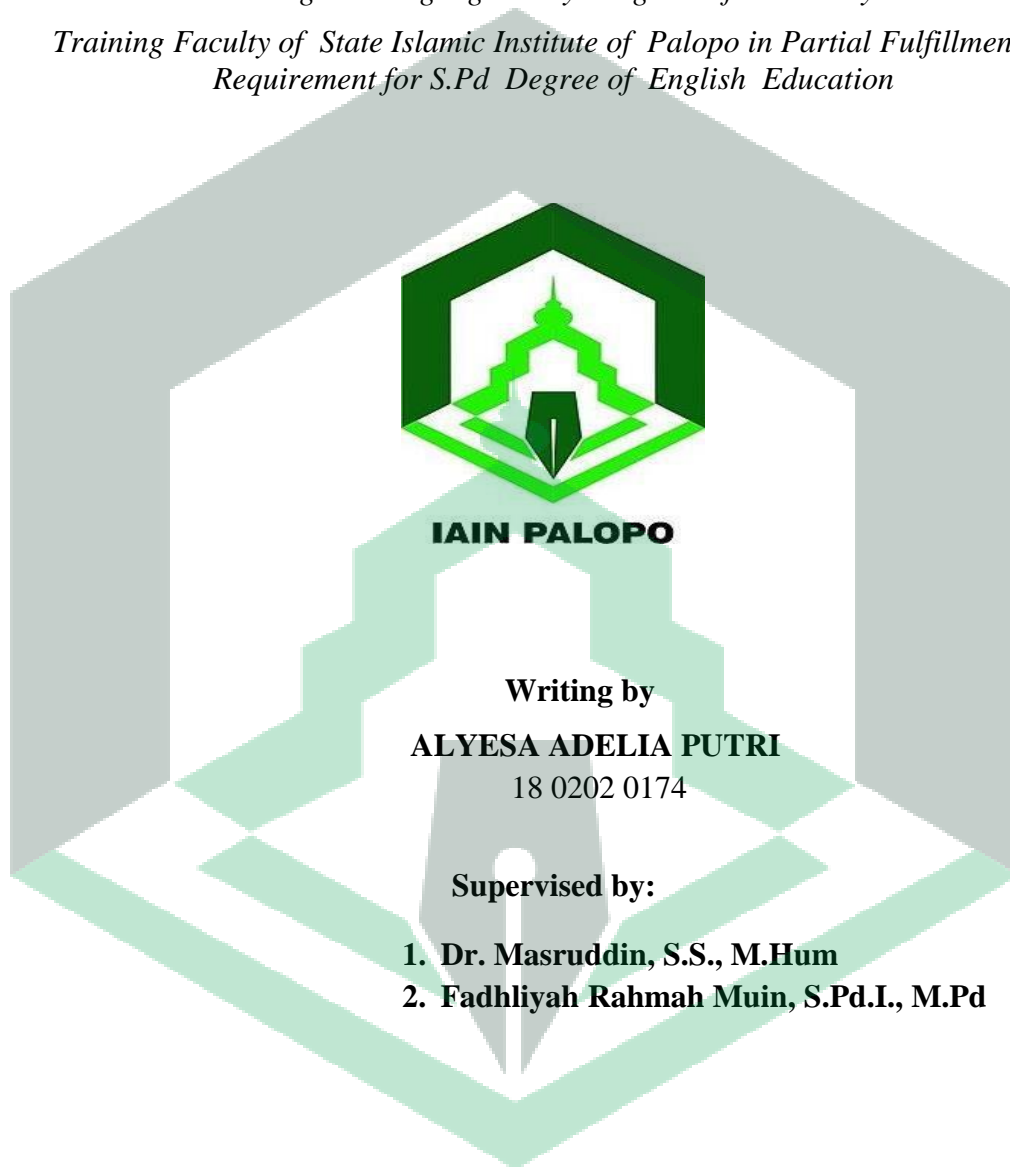 Training Faculty of State Islamic Institute of Palopo in Partial
Requirement for S.Pd Degree of English Education
IAIN PALOPO
Writing by
ALYESA ADELIA PUTRI
18 0202 0174
Supervised by:
1. Dr. Masruddin, S.S., M.Hum
2. Fadhliyah Rahmah Muin, S.Pd.I., M.Pd